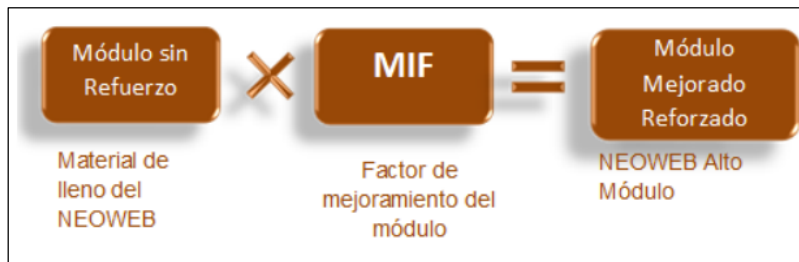 Módulo sin
Refuerzo
MIF
Módulo
Mejorado
Reforzado
Material de
lleno del
NEOWEB
Factor de
mejoramiento del
módulo
NEOWEB Alto
Módulo